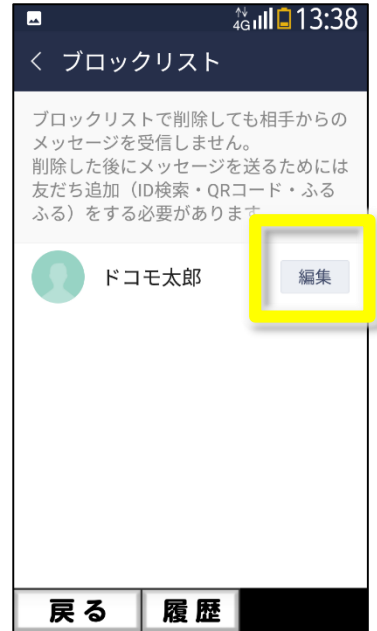 4G 13:38
く ブロックリスト
ブロックリストで削除しても相手からの
メッセージを受信しません。
削除した後にメッセージを送るためには
友だち追加(ID検索・QRコード・ふる
ふる)をする必要があります。
ドコモ太郎 編集
戻る 履歴